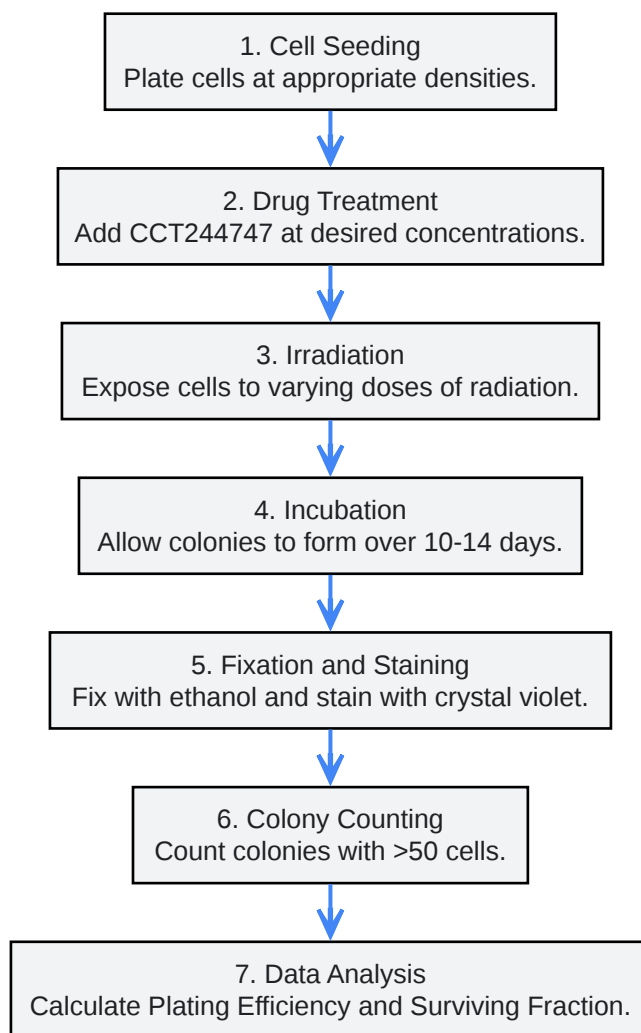 1. Cell Seeding
Plate cells at appropriate densities.
2. Drug Treatment
Add CCT244747 at desired concentrations.
3. Irradiation
Expose cells to varying doses of radiation.
4. Incubation
Allow colonies to form over 10-14 days.
5. Fixation and Staining
Fix with ethanol and stain with crystal violet.
6. Colony Counting
Count colonies with >50 cells.
7. Data Analysis
Calculate Plating Efficiency and Surviving Fraction.